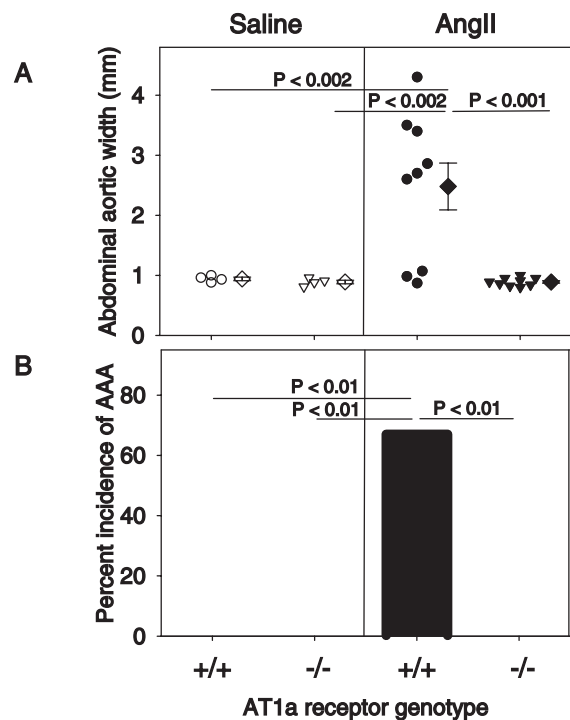 Saline AngII
A
Abdominal aortic width (mm)
4
3
2
1
0
P < 0.002
P < 0.002 P < 0.001
B
Percent incidence of AAA
80
60
40
20
0
P < 0.01
P < 0.01 P < 0.01
+/+ -/- +/+ -/-
AT1a receptor genotype